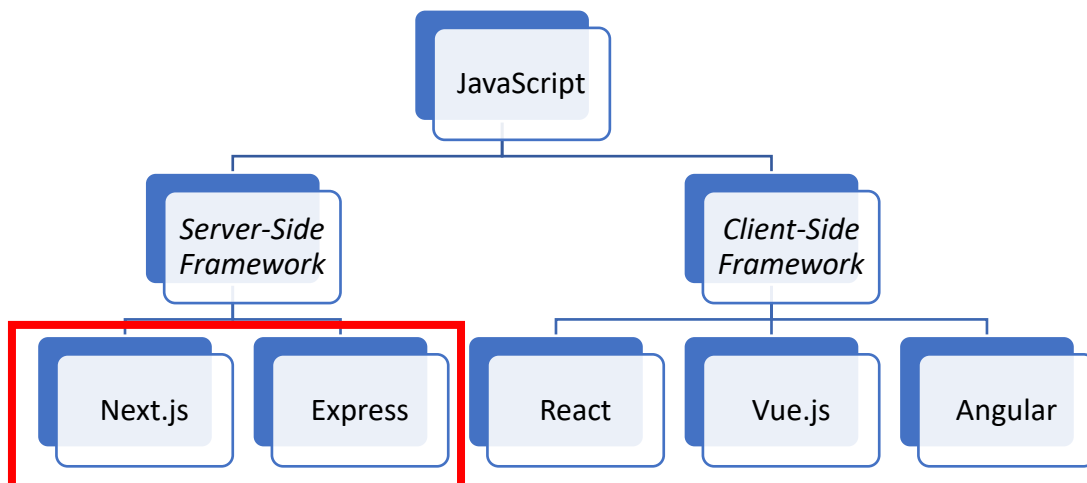 JavaScript
Server-Side
Framework
Client-Side
Framework
Next.js
Express
React
Vue.js
Angular